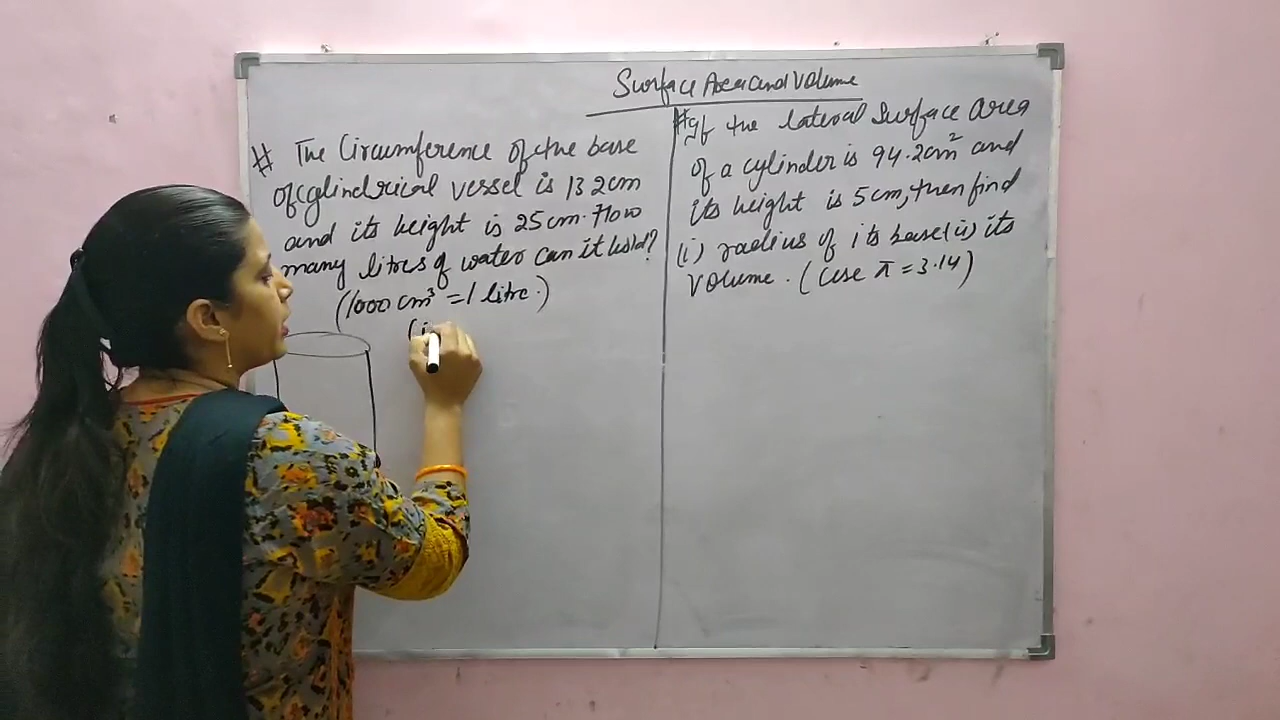 Surface Area and Volume
# The Circumference of the base
of cylindrical vessel is 132cm
and its height is 25cm. How
many litres of water can it hold?
(1000 cm³ = 1 litre.)
(i
# If the lateral Surface area
of a cylinder is 94.2cm² and
its height is 5cm, then find
(i) radius of its base (ii) its
volume. (use π = 3.14)